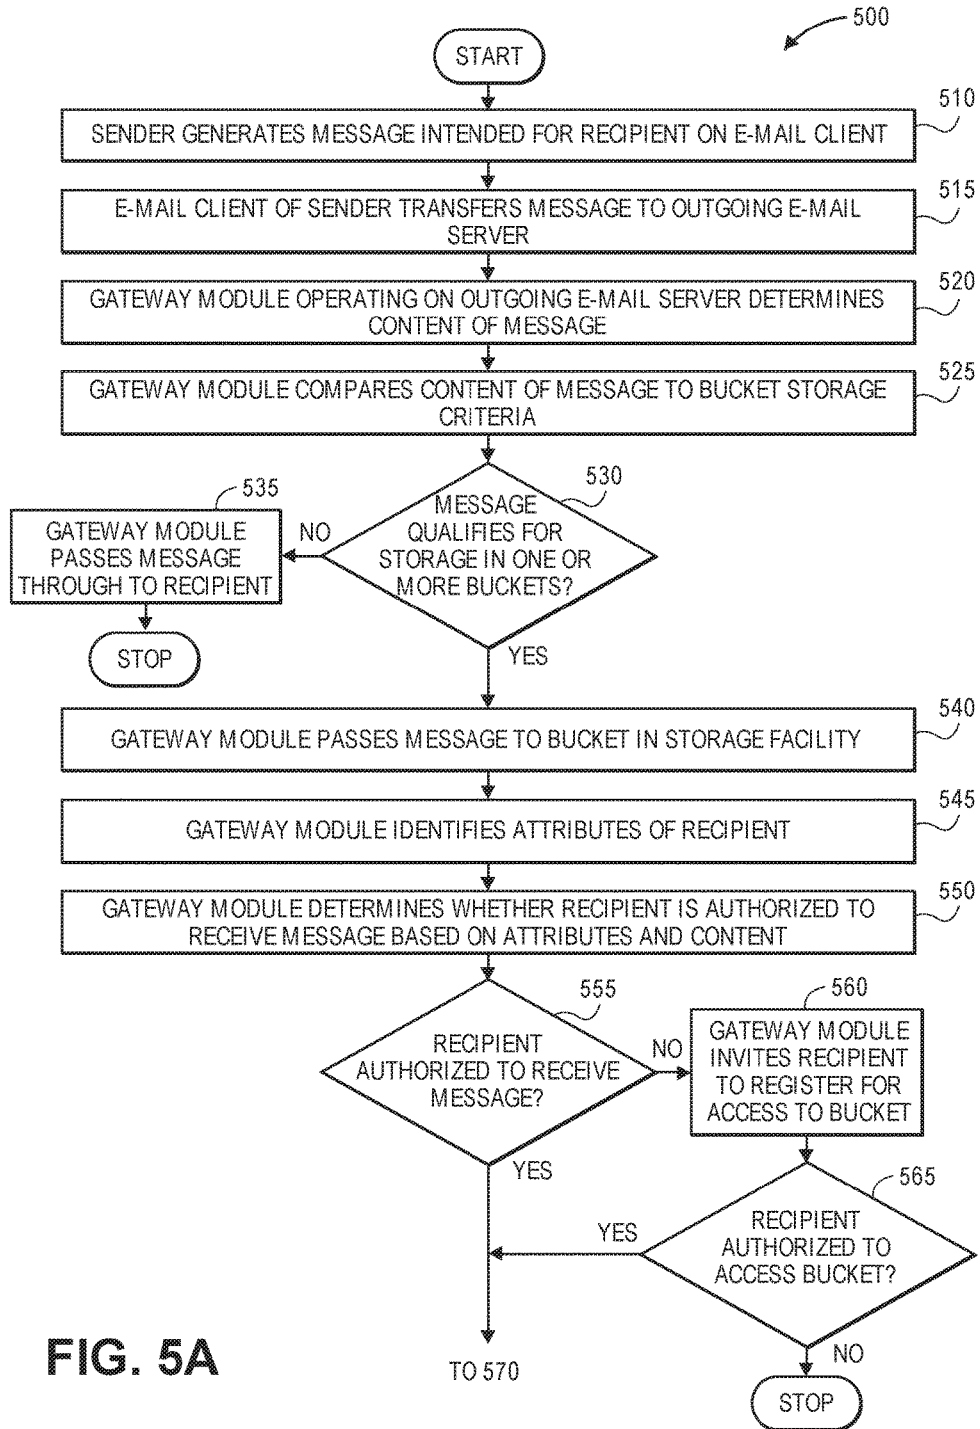 500
START
510
SENDER GENERATES MESSAGE INTENDED FOR RECIPIENT ON E-MAIL CLIENT
515
E-MAIL CLIENT OF SENDER TRANSFERS MESSAGE TO OUTGOING E-MAIL
SERVER
520
GATEWAY MODULE OPERATING ON OUTGOING E-MAIL SERVER DETERMINES
CONTENT OF MESSAGE
525
GATEWAY MODULE COMPARES CONTENT OF MESSAGE TO BUCKET STORAGE
CRITERIA
530
MESSAGE
QUALIFIES FOR
STORAGE IN ONE OR
MORE BUCKETS?
NO
535
GATEWAY MODULE
PASSES MESSAGE
THROUGH TO RECIPIENT
STOP
YES
540
GATEWAY MODULE PASSES MESSAGE TO BUCKET IN STORAGE FACILITY
545
GATEWAY MODULE IDENTIFIES ATTRIBUTES OF RECIPIENT
550
GATEWAY MODULE DETERMINES WHETHER RECIPIENT IS AUTHORIZED TO
RECEIVE MESSAGE BASED ON ATTRIBUTES AND CONTENT
555
RECIPIENT
AUTHORIZED TO RECEIVE
MESSAGE?
NO
560
GATEWAY MODULE
INVITES RECIPIENT
TO REGISTER FOR
ACCESS TO BUCKET
YES
565
RECIPIENT
AUTHORIZED TO
ACCESS BUCKET?
YES
NO
STOP
TO 570
FIG. 5A